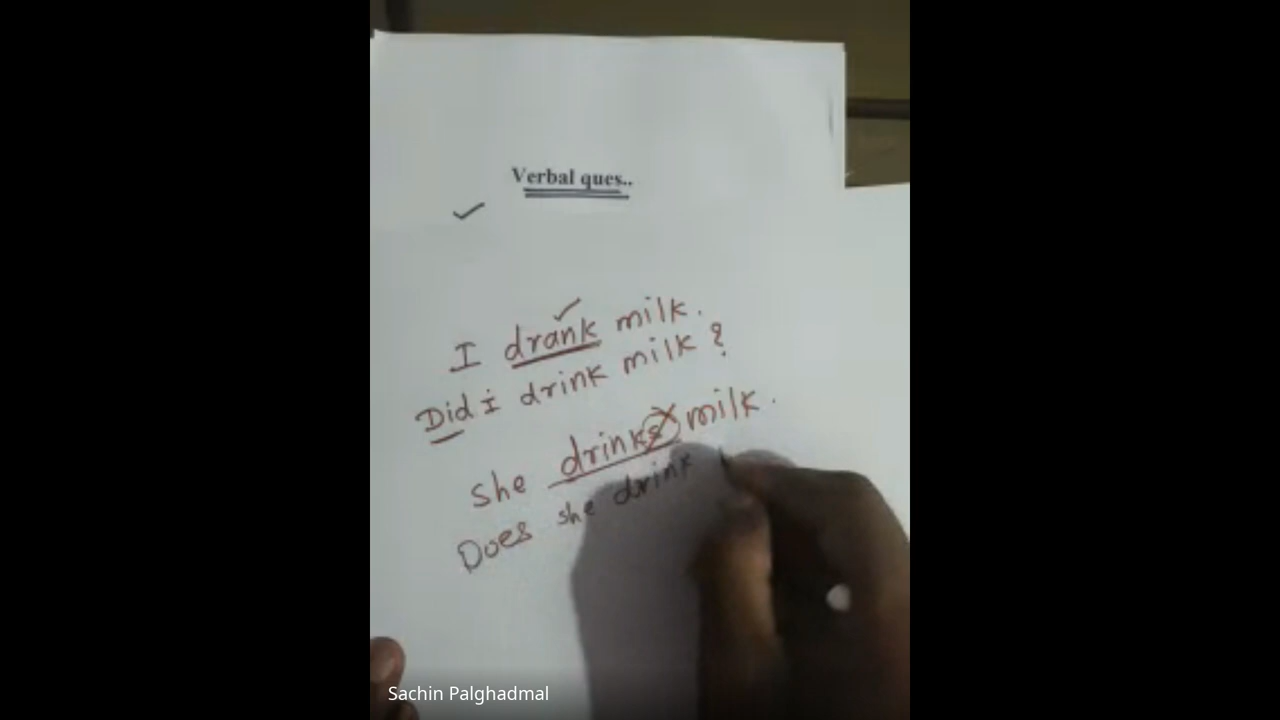 Verbal ques..
I drank milk.
Did I drink milk?
She drinks milk.
Does she drink
Sachin Palghadmal